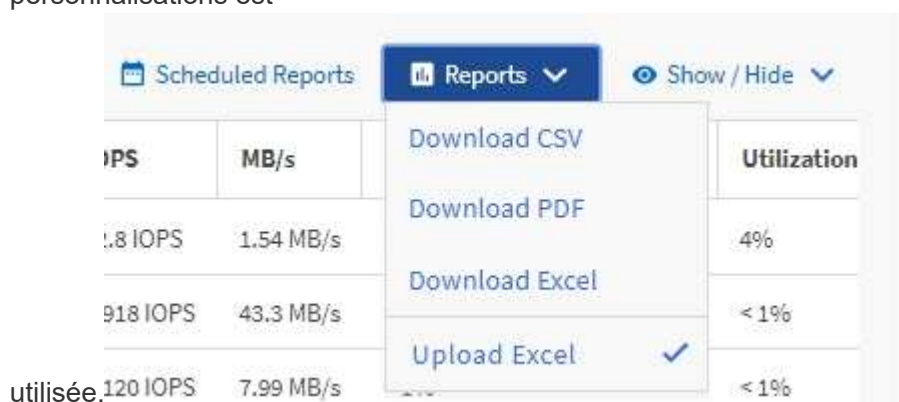 personnalisations est
Scheduled Reports Reports Show / Hide
MB/s Utilization
Download CSV
Download PDF
.8 IOPS 1.54 MB/s 4%
Download Excel
918 IOPS 43.3 MB/s < 1%
Upload Excel
utilisée.
120 IOPS 7.99 MB/s < 1%